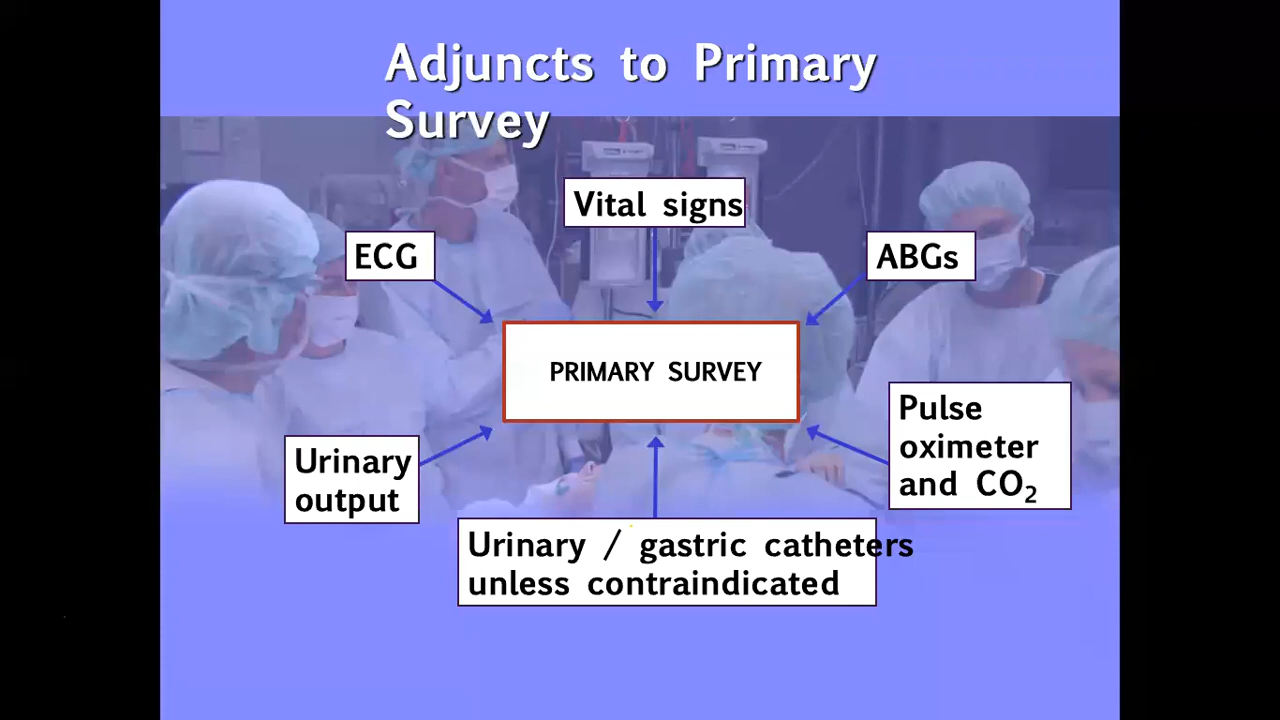 Adjuncts to Primary
Survey
Vital signs
ECG
ABGs
PRIMARY SURVEY
Pulse
oximeter
and CO₂
Urinary
output
Urinary / gastric catheters
unless contraindicated